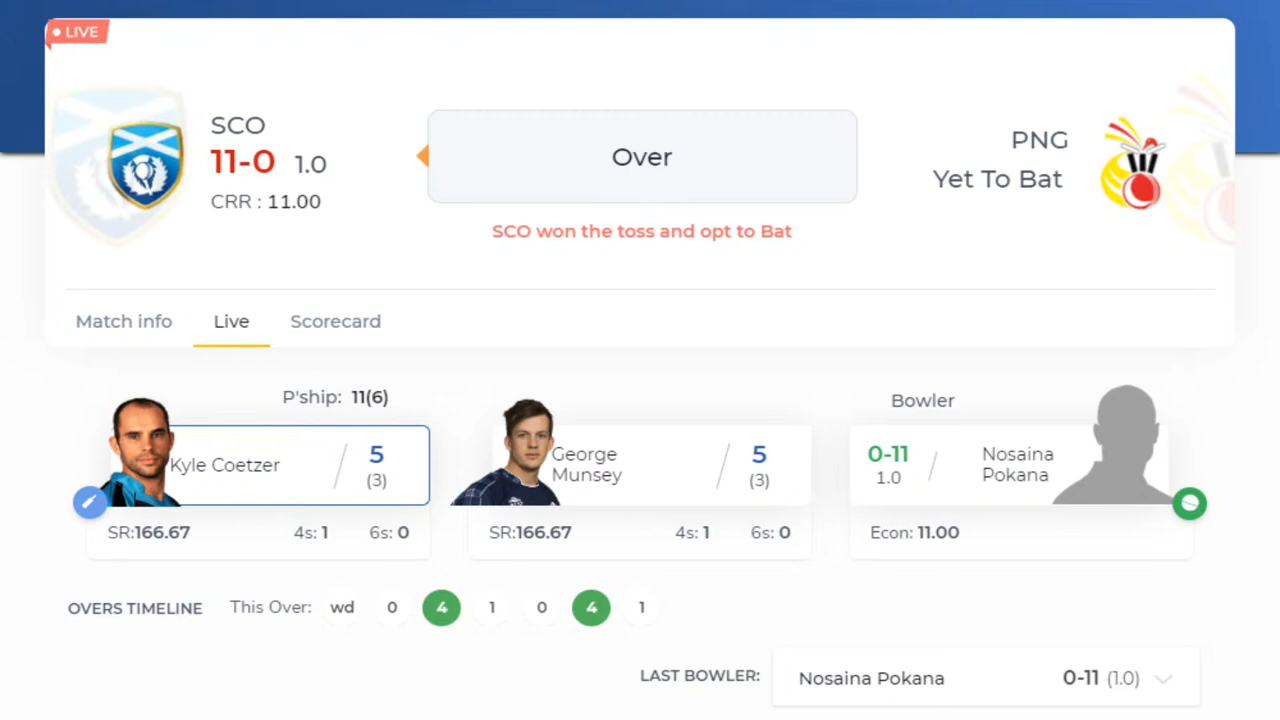 LIVE
SCO
11-0 1.0
CRR : 11.00
Over
SCO won the toss and opt to Bat
PNG
Yet To Bat
Match info Live Scorecard
P'ship: 11(6)
Kyle Coetzer
5
(3)
SR:166.67 4s: 1 6s: 0
George
Munsey
5
(3)
SR:166.67 4s: 1 6s: 0
Bowler
0-11
1.0
Nosaina
Pokana
Econ: 11.00
OVERS TIMELINE This Over: wd 0 4 1 0 4 1
LAST BOWLER: Nosaina Pokana 0-11 (1.0)